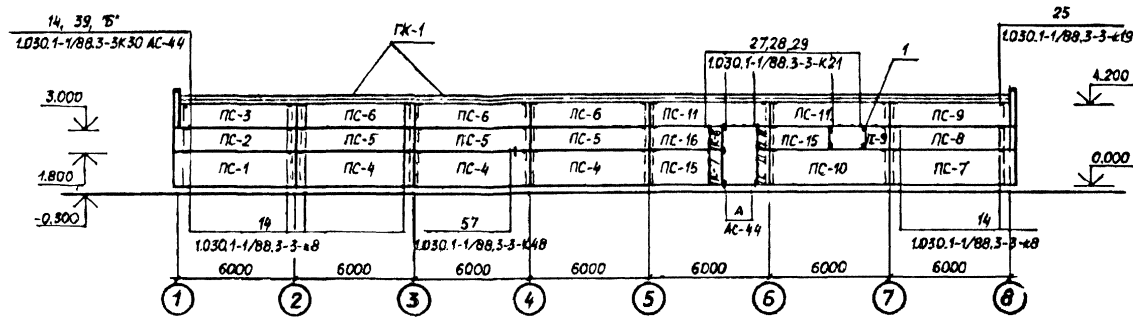 14, 39, "Б"
1.030.1-1/88.3-3К30 АС-44
ГК-1
27,28,29
1.030.1-1/88.3-3-К21
1
25
1.030.1-1/88.3-3-к19
3.000
4.200
ПС-3 ПС-6 ПС-6 ПС-6 ПС-11 ПС-11 ПС-9
ПС-2 ПС-5 ПС-5 ПС-5 ПС-16 ПС-15 ПС-8
ПС-1 ПС-4 ПС-4 ПС-4 ПС-15 ПС-10 ПС-7
1.800
0.000
-0,300
14
1.030.1-1/88.3-3-к8
57
1.030.1-1/88.3-3-К48
А
АС-44
14
1.030.1-1/88.3-3-к8
6000 6000 6000 6000 6000 6000 6000
1 2 3 4 5 6 7 8